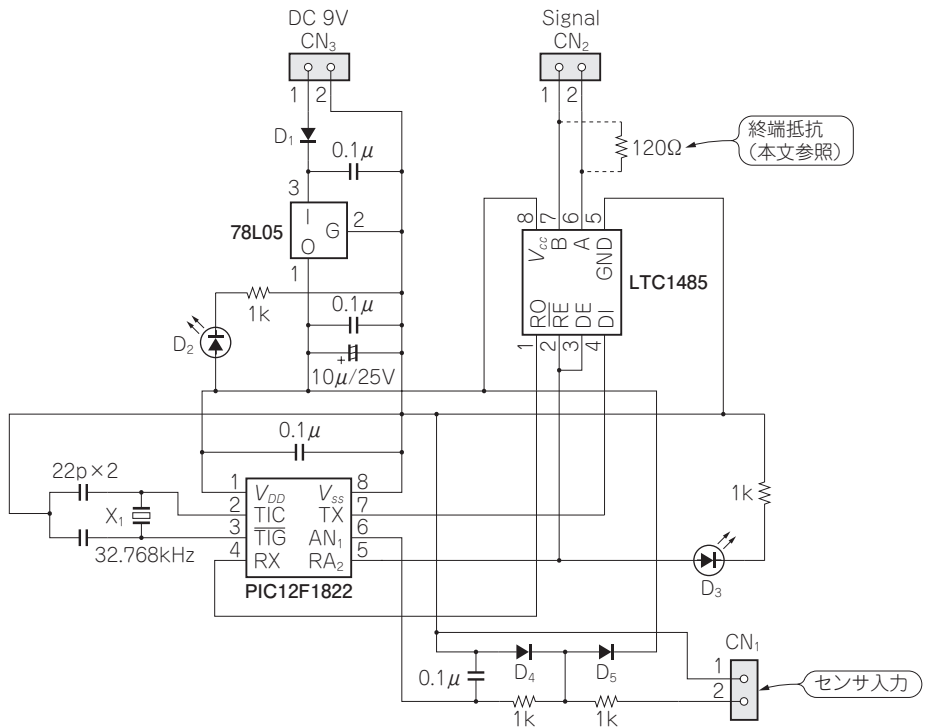 DC 9V
CN₃
1
2
Signal
CN₂
1
2
D₁
0.1μ
終端抵抗
(本文参照)
120Ω
3
I
G
O
2
1
78L05
8
7
6
5
Vcc
B
A
GND
LTC1485
RO
R̅E̅
DE
DI
1
2
3
4
1k
D₂
0.1μ
+
10μ/25V
0.1μ
22p×2
X₁
32.768kHz
1
2
3
4
VDD
TIC
T̅I̅G̅
RX
Vss
TX
AN₁
RA₂
8
7
6
5
PIC12F1822
1k
D₃
CN₁
1
2
センサ入力
D₄
D₅
0.1μ
1k
1k